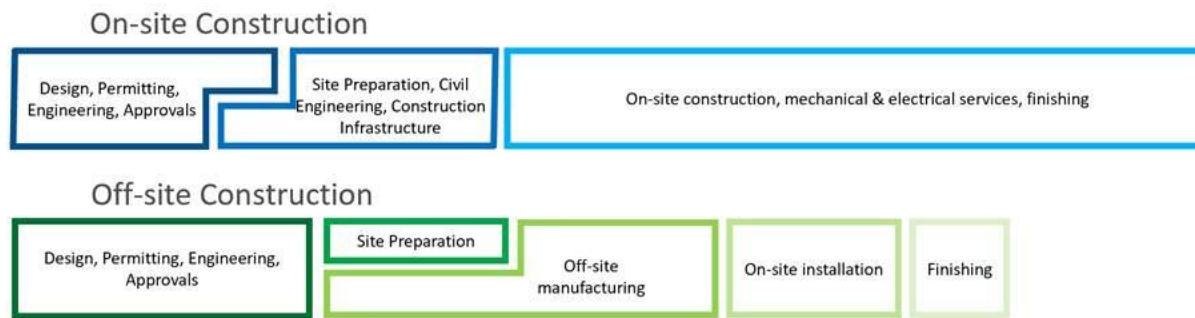 On-site Construction
Design, Permitting,
Engineering, Approvals
Site Preparation, Civil
Engineering, Construction
Infrastructure
On-site construction, mechanical & electrical services, finishing
Off-site Construction
Design, Permitting, Engineering,
Approvals
Site Preparation
Off-site
manufacturing
On-site installation
Finishing